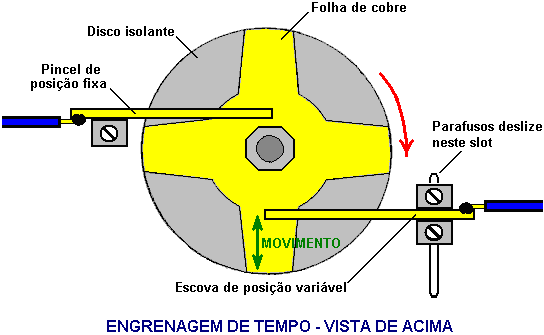 Folha de cobre
Disco isolante
Pincel de
posição fixa
Parafusos deslize
neste slot
MOVIMENTO
Escova de posição variável
ENGRENAGEM DE TEMPO - VISTA DE ACIMA